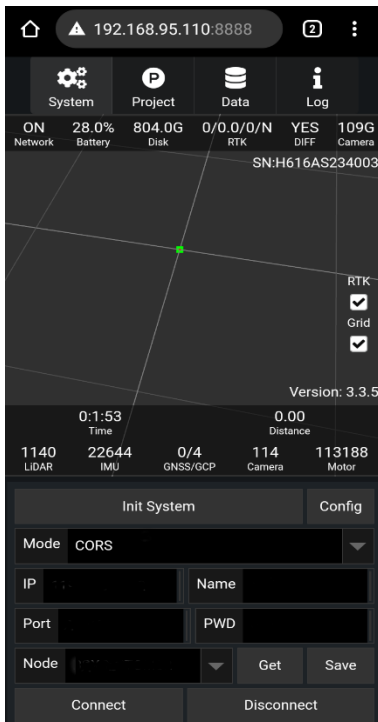 192.168.95.110:8888 2
System Project Data Log
ON 28.0% 804.0G 0/0.0/0/N YES 109G
Network Battery Disk RTK DIFF Camera
SN:H616AS234003
RTK
Grid
Version: 3.3.5
0:1:53 0.00
Time Distance
1140 22644 0/4 114 113188
LiDAR IMU GNSS/GCP Camera Motor
Init System Config
Mode CORS
IP Name
Port PWD
Node Get Save
Connect Disconnect